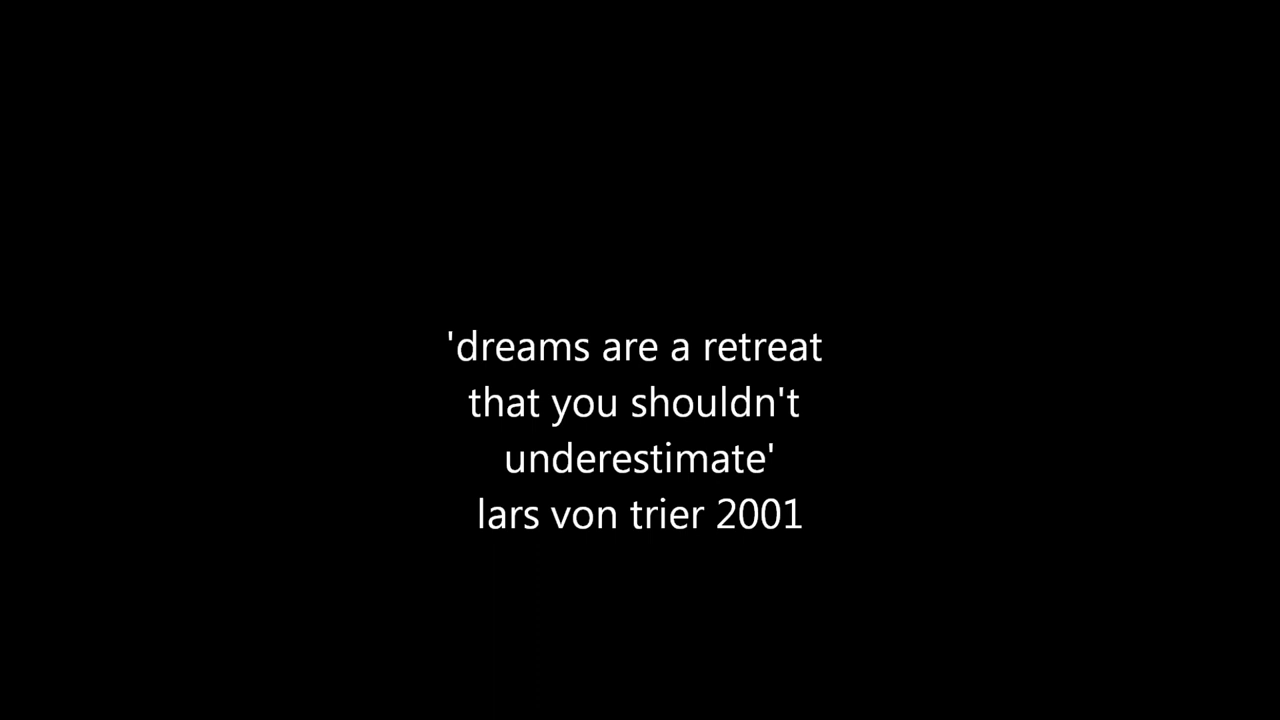 'dreams are a retreat
that you shouldn't
underestimate'
lars von trier 2001